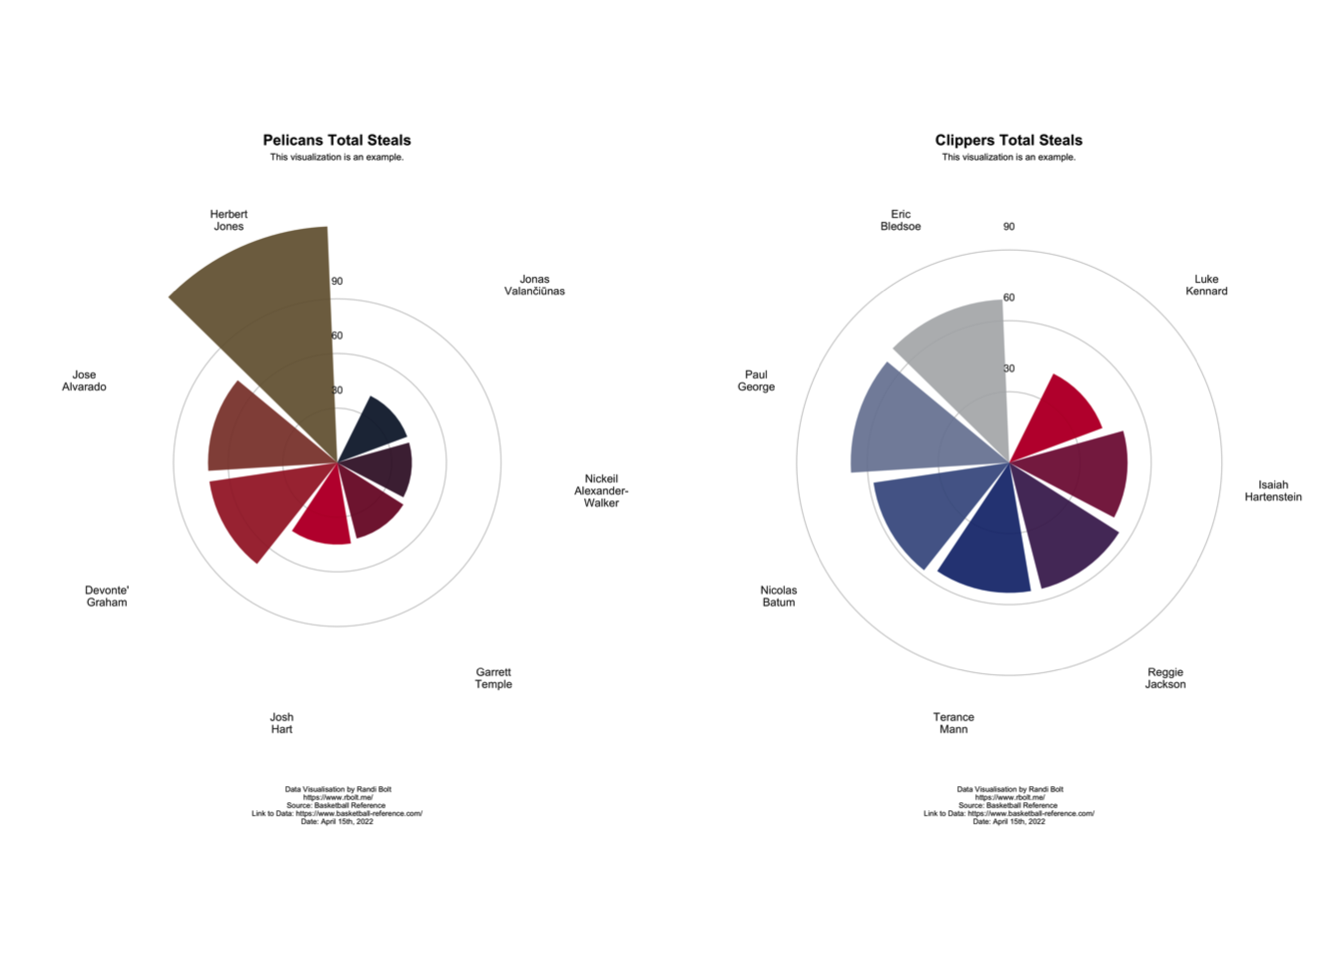 Pelicans Total Steals
This visualization is an example.
Herbert
Jones
90
Jonas
Valančiūnas
60
Jose
Alvarado
30
Nickeil
Alexander-
Walker
Devonte'
Graham
Garrett
Temple
Josh
Hart
Data Visualisation by Randi Bolt
https://www.rbolt.me/
Source: Basketball Reference
Link to Data: https://www.basketball-reference.com/
Date: April 15th, 2022
Clippers Total Steals
This visualization is an example.
Eric
Bledsoe
90
Luke
Kennard
60
Paul
George
30
Isaiah
Hartenstein
Nicolas
Batum
Reggie
Jackson
Terance
Mann
Data Visualisation by Randi Bolt
https://www.rbolt.me/
Source: Basketball Reference
Link to Data: https://www.basketball-reference.com/
Date: April 15th, 2022